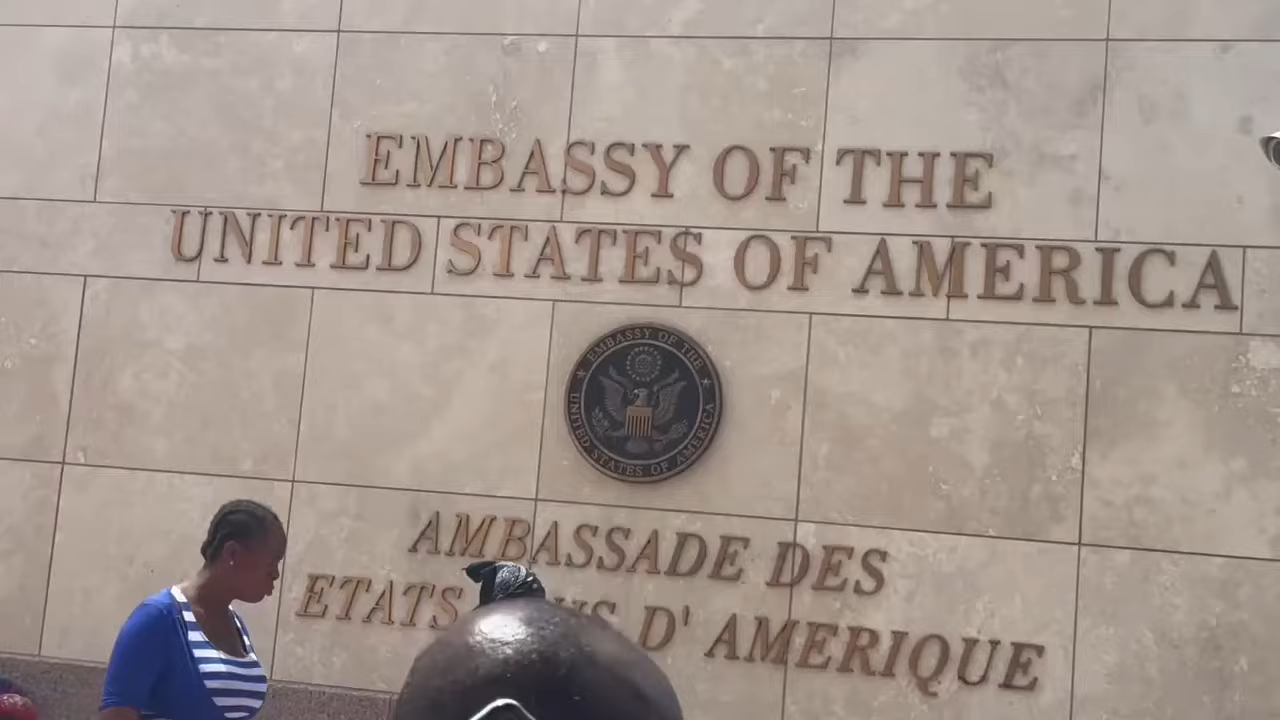 EMBASSY OF THE
UNITED STATES OF AMERICA
EMBASSY OF THE
UNITED STATES OF AMERICA
AMBASSADE DES
ETATS D' AMERIQUE